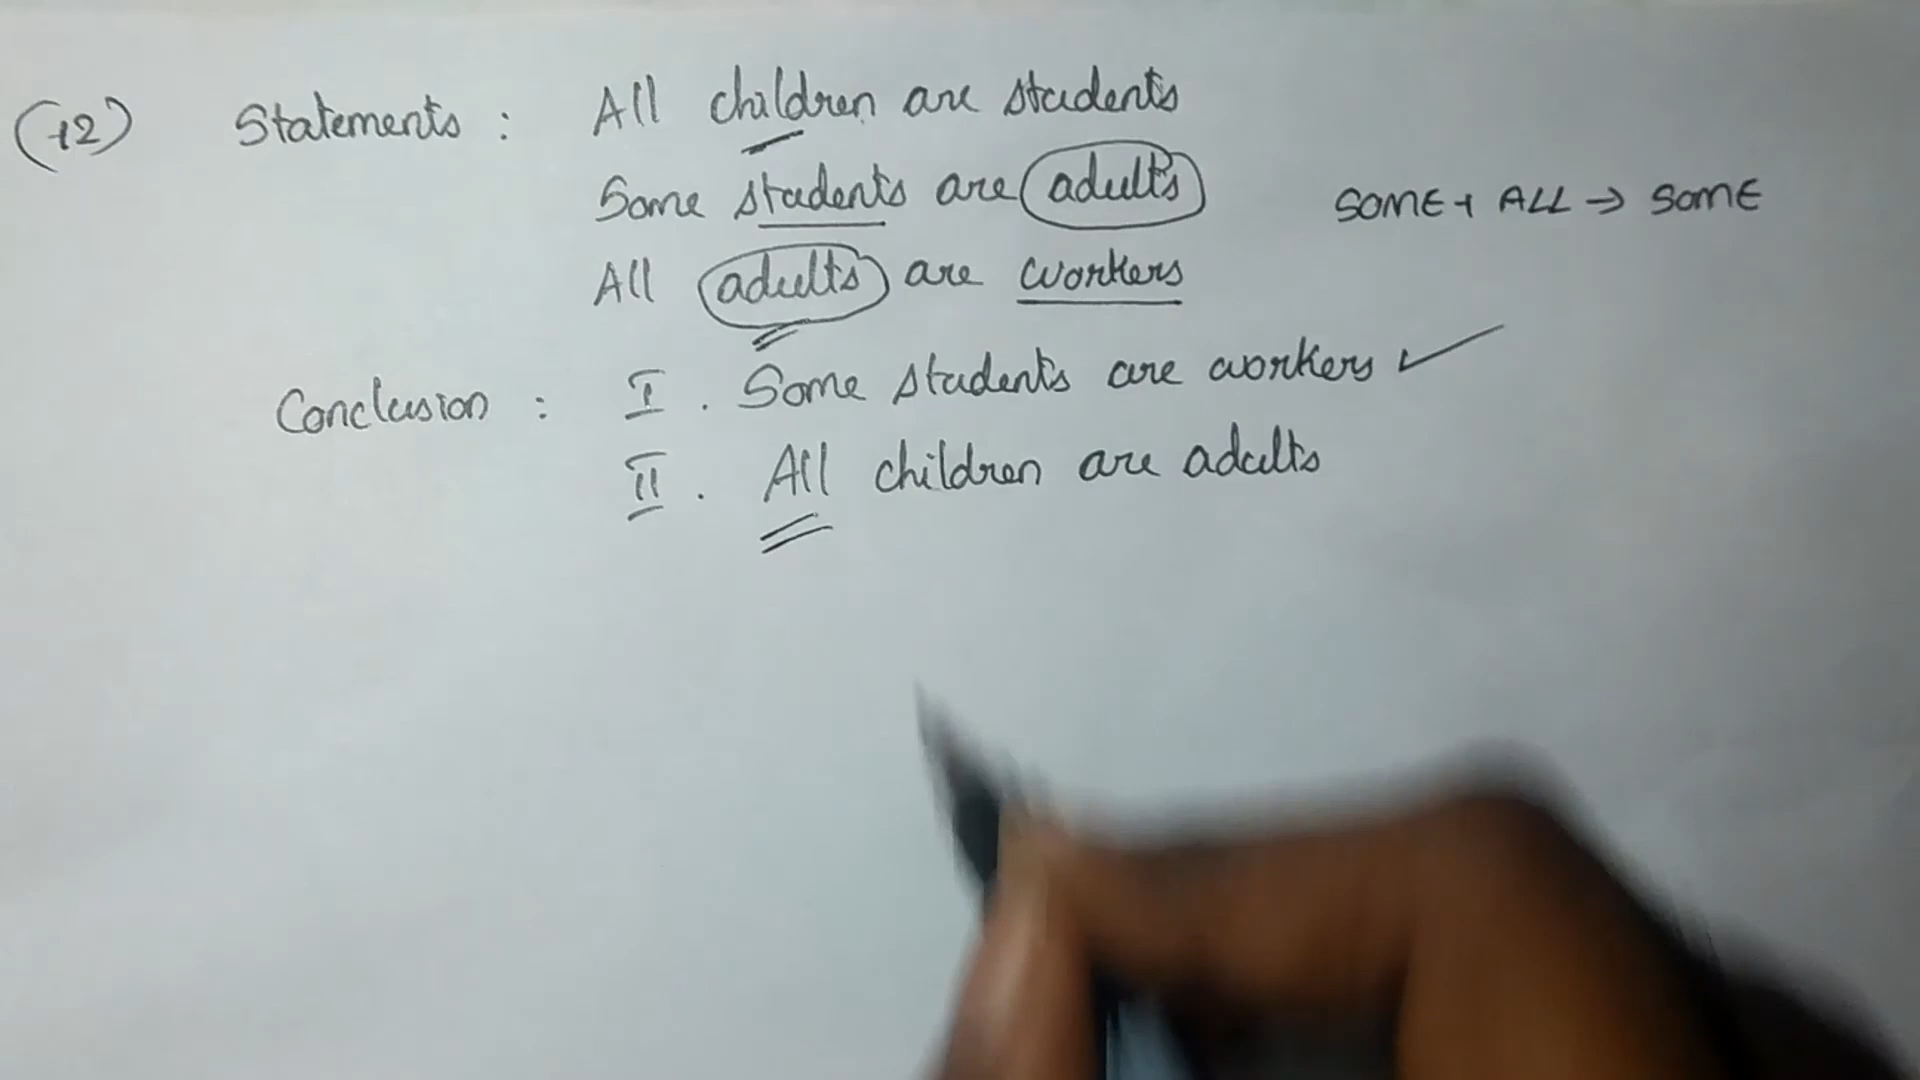 (12) Statements : All children are students
Some students are adults
SOME + ALL → SOME
All adults are workers
Conclusion : I . Some students are workers ✓
II . All children are adults